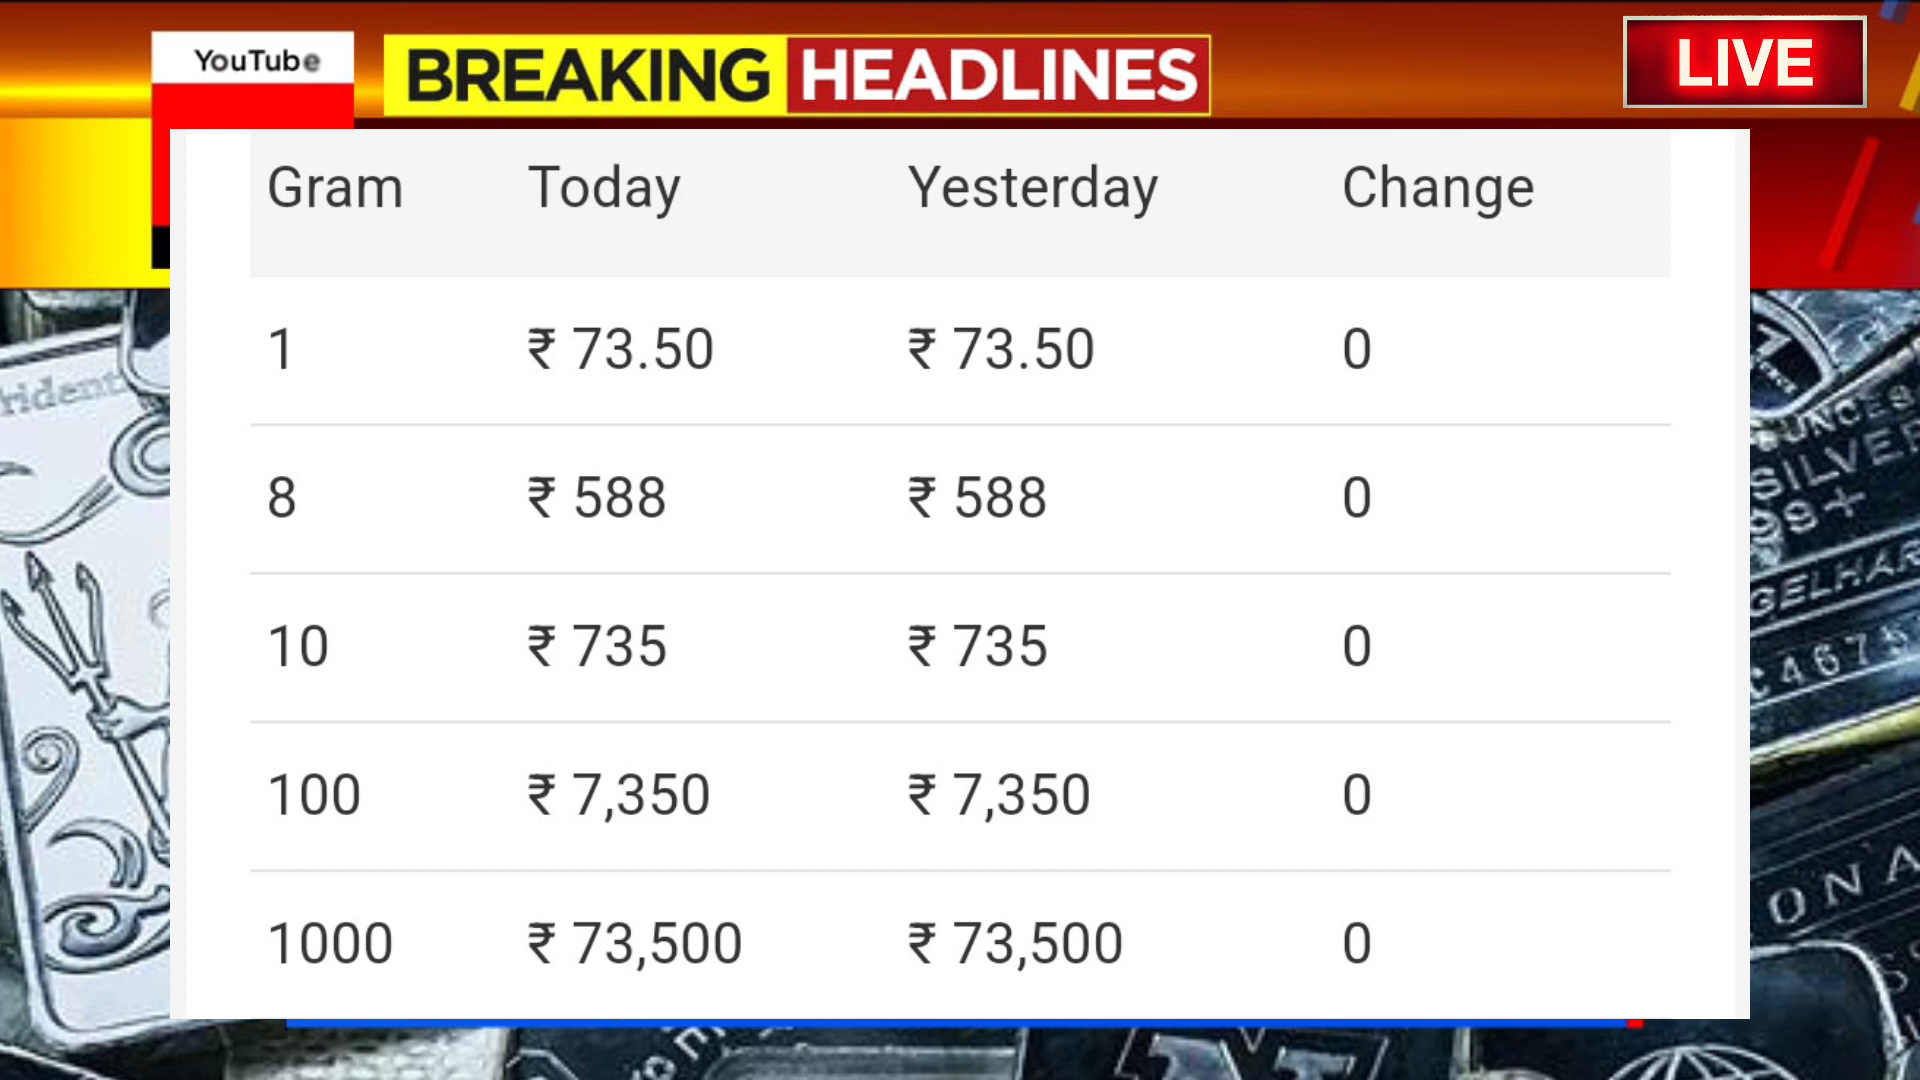 YouTube
BREAKING HEADLINES
LIVE
Gram Today Yesterday Change
1 ₹ 73.50 ₹ 73.50 0
8 ₹ 588 ₹ 588 0
10 ₹ 735 ₹ 735 0
100 ₹ 7,350 ₹ 7,350 0
1000 ₹ 73,500 ₹ 73,500 0
SILVER